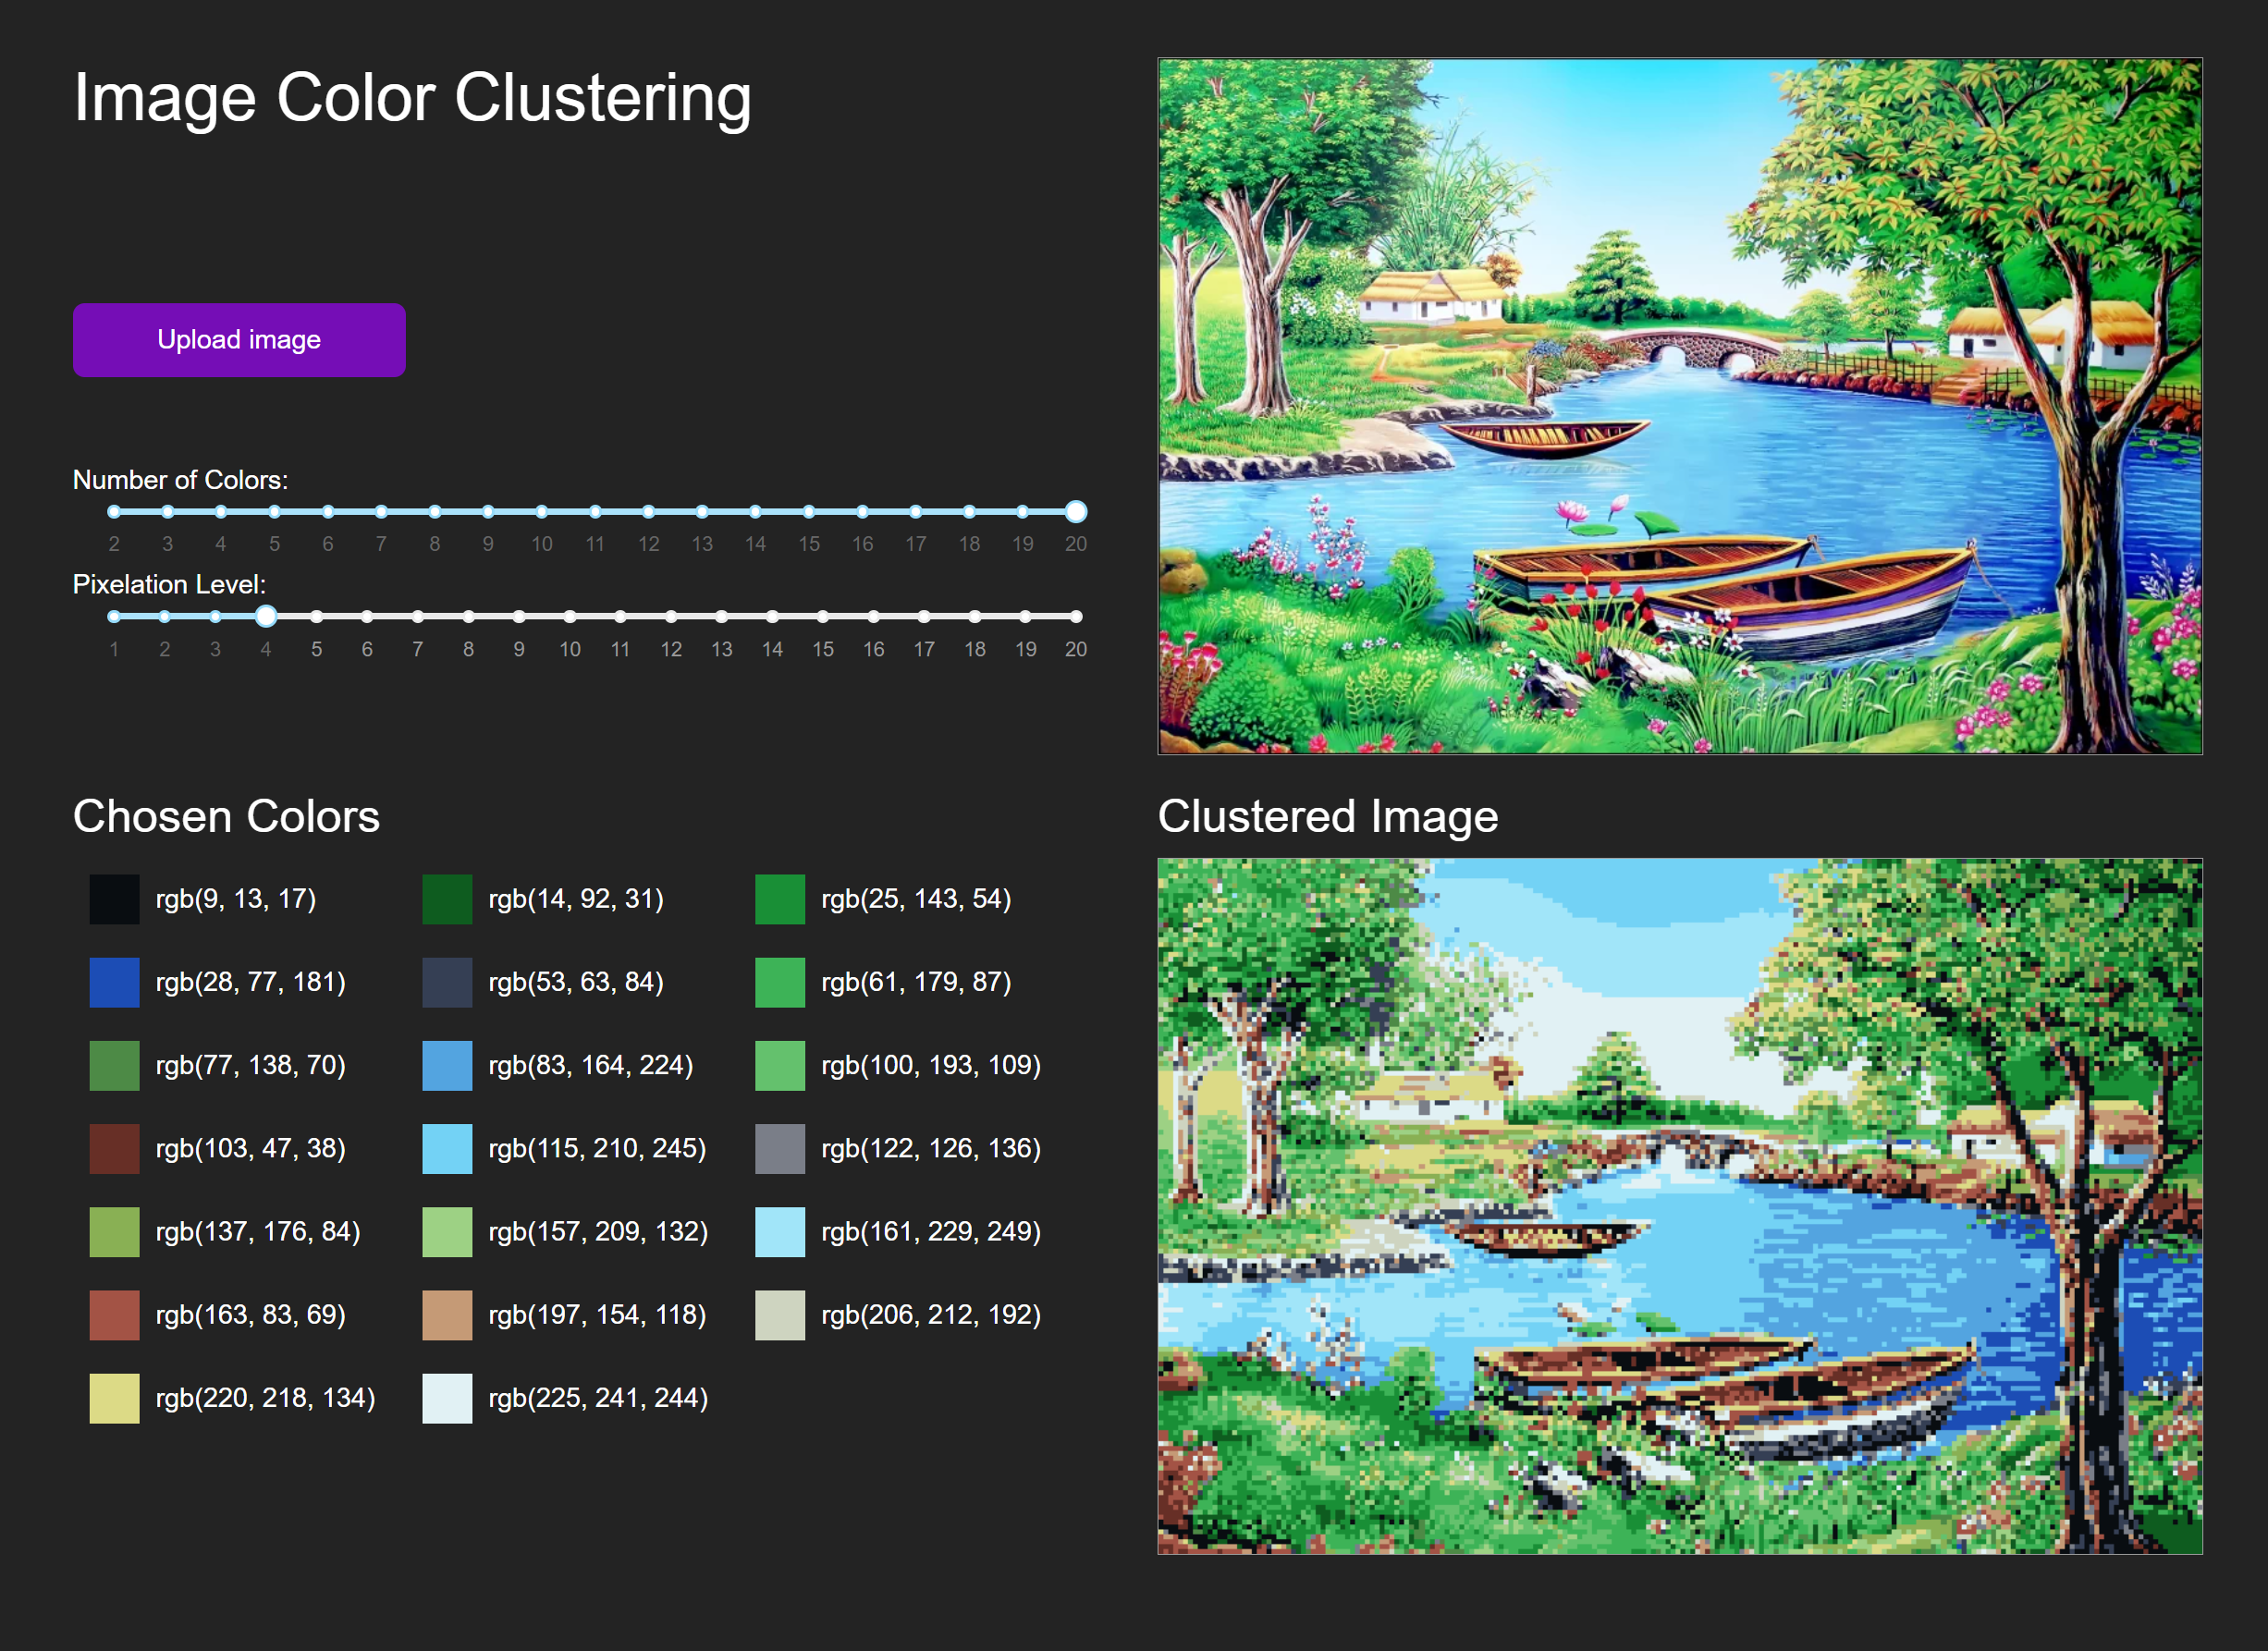 Image Color Clustering
Upload image
Number of Colors:
2 3 4 5 6 7 8 9 10 11 12 13 14 15 16 17 18 19 20
Pixelation Level:
1 2 3 4 5 6 7 8 9 10 11 12 13 14 15 16 17 18 19 20
Chosen Colors
rgb(9, 13, 17) rgb(14, 92, 31) rgb(25, 143, 54)
rgb(28, 77, 181) rgb(53, 63, 84) rgb(61, 179, 87)
rgb(77, 138, 70) rgb(83, 164, 224) rgb(100, 193, 109)
rgb(103, 47, 38) rgb(115, 210, 245) rgb(122, 126, 136)
rgb(137, 176, 84) rgb(157, 209, 132) rgb(161, 229, 249)
rgb(163, 83, 69) rgb(197, 154, 118) rgb(206, 212, 192)
rgb(220, 218, 134) rgb(225, 241, 244)
Clustered Image